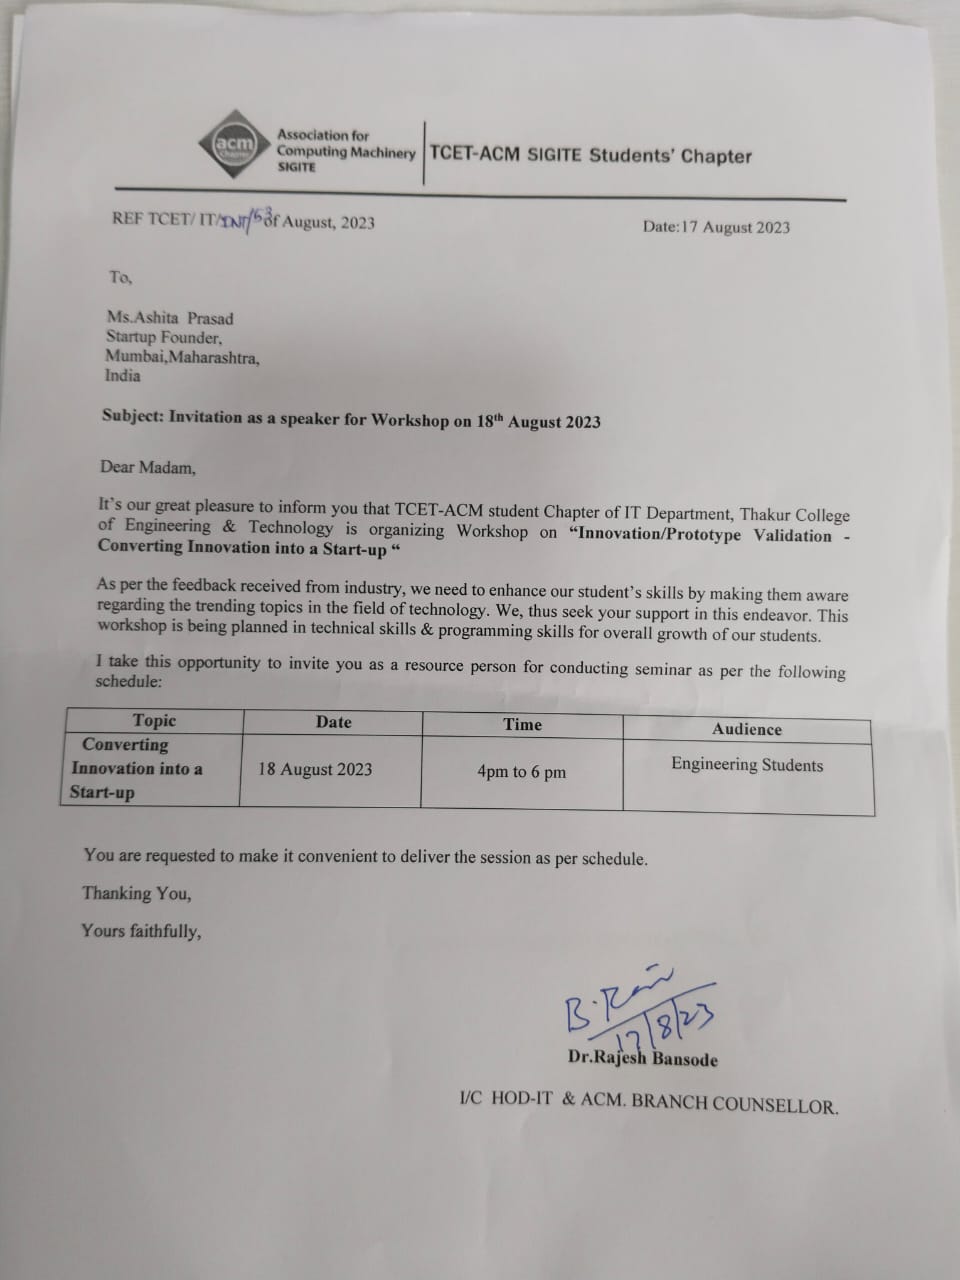 acm
Chapter
Association for
Computing Machinery
SIGITE
TCET-ACM SIGITE Students' Chapter
REF TCET/ IT/INT/53 of August, 2023
Date:17 August 2023
To,
Ms.Ashita Prasad
Startup Founder,
Mumbai,Maharashtra,
India
Subject: Invitation as a speaker for Workshop on 18th August 2023
Dear Madam,
It's our great pleasure to inform you that TCET-ACM student Chapter of IT Department, Thakur College
of Engineering & Technology is organizing Workshop on “Innovation/Prototype Validation -
Converting Innovation into a Start-up “
As per the feedback received from industry, we need to enhance our student's skills by making them aware
regarding the trending topics in the field of technology. We, thus seek your support in this endeavor. This
workshop is being planned in technical skills & programming skills for overall growth of our students.
I take this opportunity to invite you as a resource person for conducting seminar as per the following
schedule:
Topic Date Time Audience
Converting
Innovation into a
Start-up
18 August 2023
4pm to 6 pm
Engineering Students
You are requested to make it convenient to deliver the session as per schedule.
Thanking You,
Yours faithfully,
17/8/23
Dr.Rajesh Bansode
I/C HOD-IT & ACM. BRANCH COUNSELLOR.